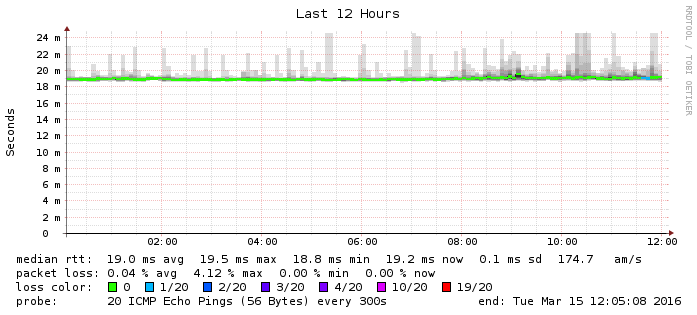 Last 12 Hours
RRDTOOL / TOBI OETIKER
Seconds
24 m
22 m
20 m
18 m
16 m
14 m
12 m
10 m
8 m
6 m
4 m
2 m
0
02:00 04:00 06:00 08:00 10:00 12:00
median rtt: 19.0 ms avg 19.5 ms max 18.8 ms min 19.2 ms now 0.1 ms sd 174.7 am/s
packet loss: 0.04 % avg 4.12 % max 0.00 % min 0.00 % now
loss color: 0 1/20 2/20 3/20 4/20 10/20 19/20
probe: 20 ICMP Echo Pings (56 Bytes) every 300s end: Tue Mar 15 12:05:08 2016